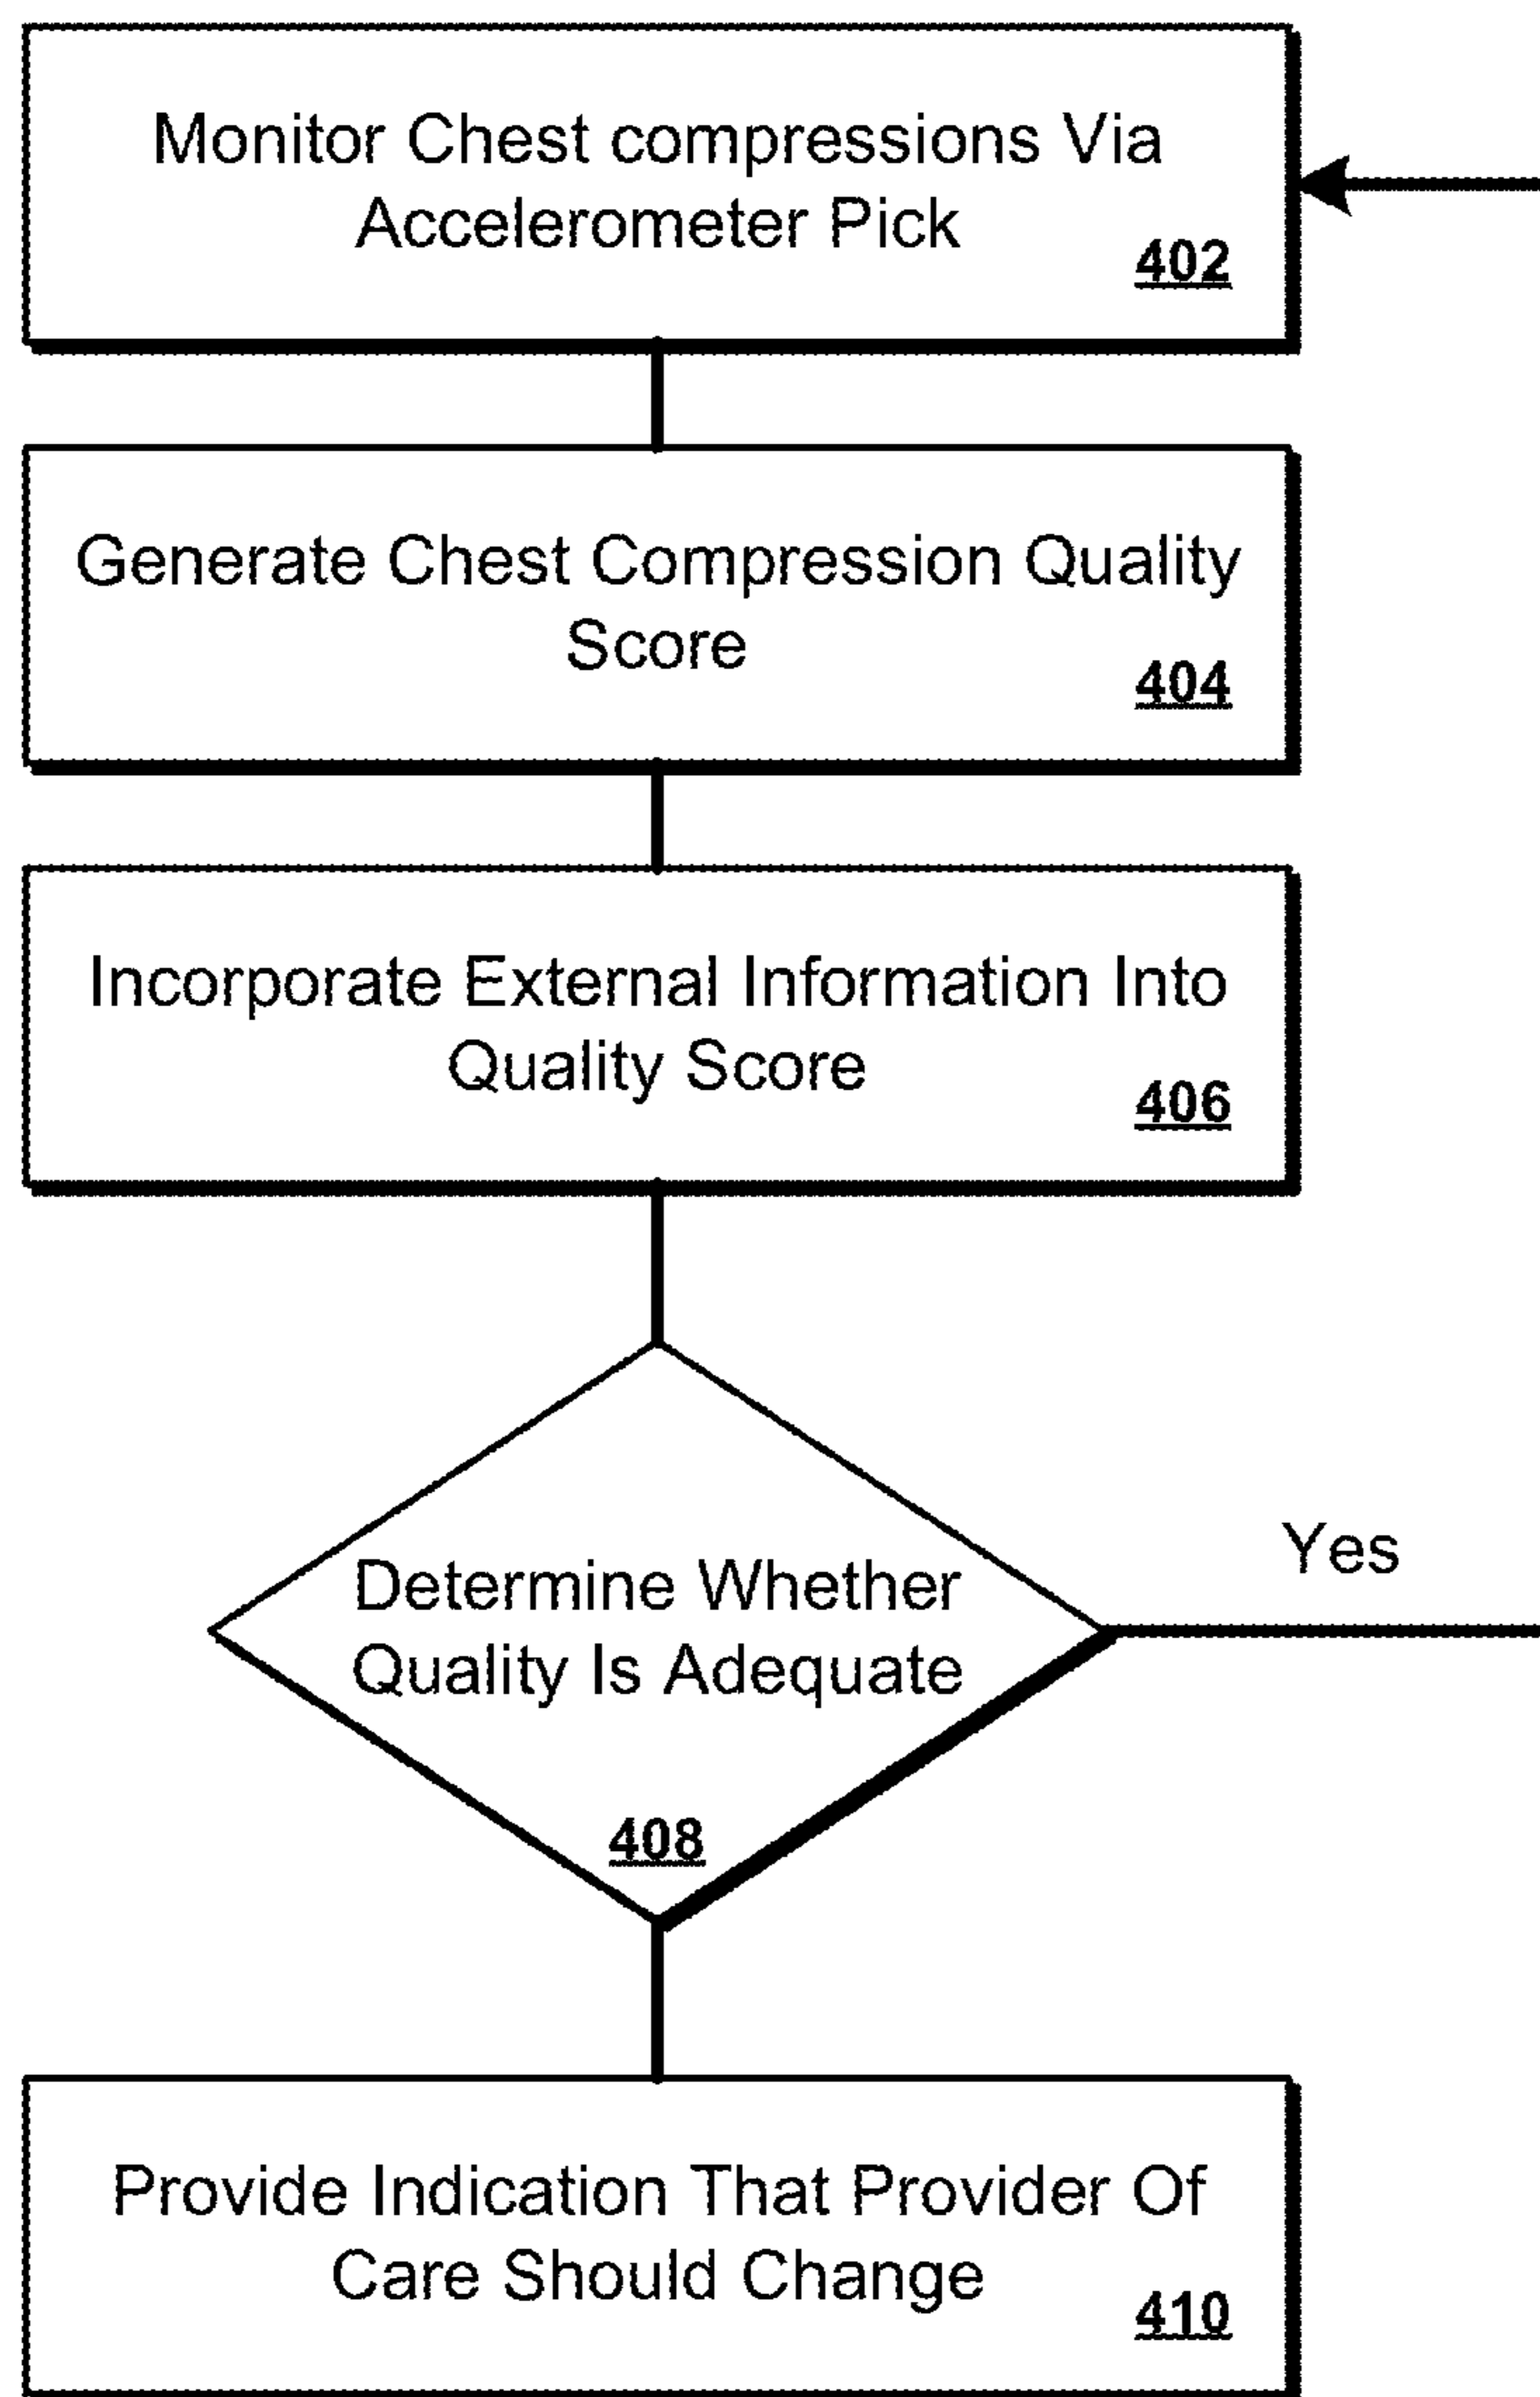 Monitor Chest compressions Via
Accelerometer Pick
402
Generate Chest Compression Quality
Score
404
Incorporate External Information Into
Quality Score
406
Yes
Determine Whether
Quality Is Adequate
408
Provide Indication That Provider Of
Care Should Change
410